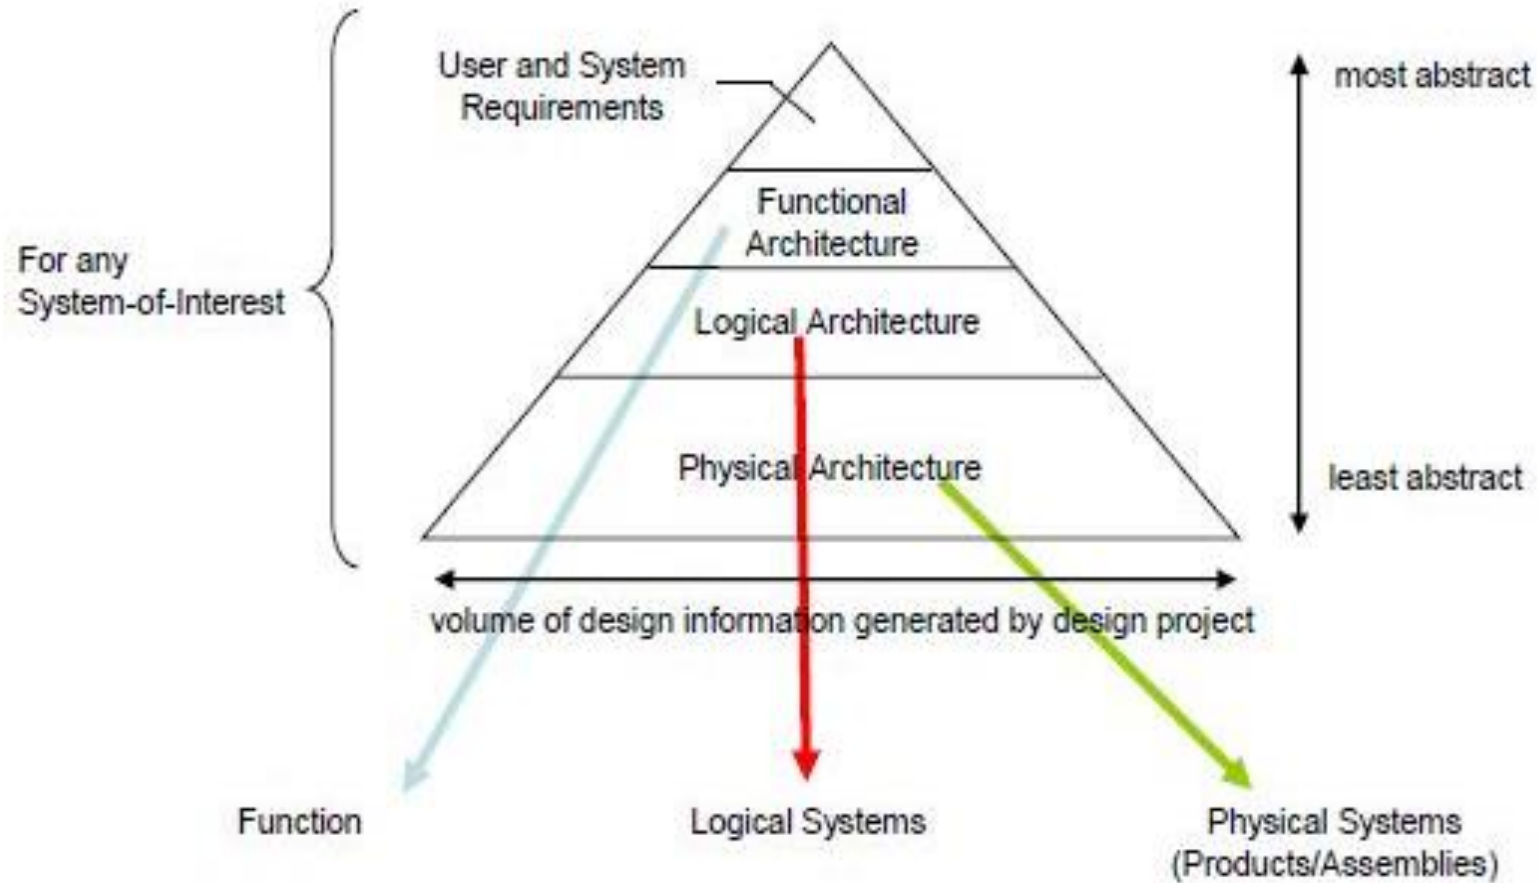 User and System
Requirements
most abstract
Functional
Architecture
For any
System-of-Interest
Logical Architecture
Physical Architecture
least abstract
volume of design information generated by design project
Function
Logical Systems
Physical Systems
(Products/Assemblies)